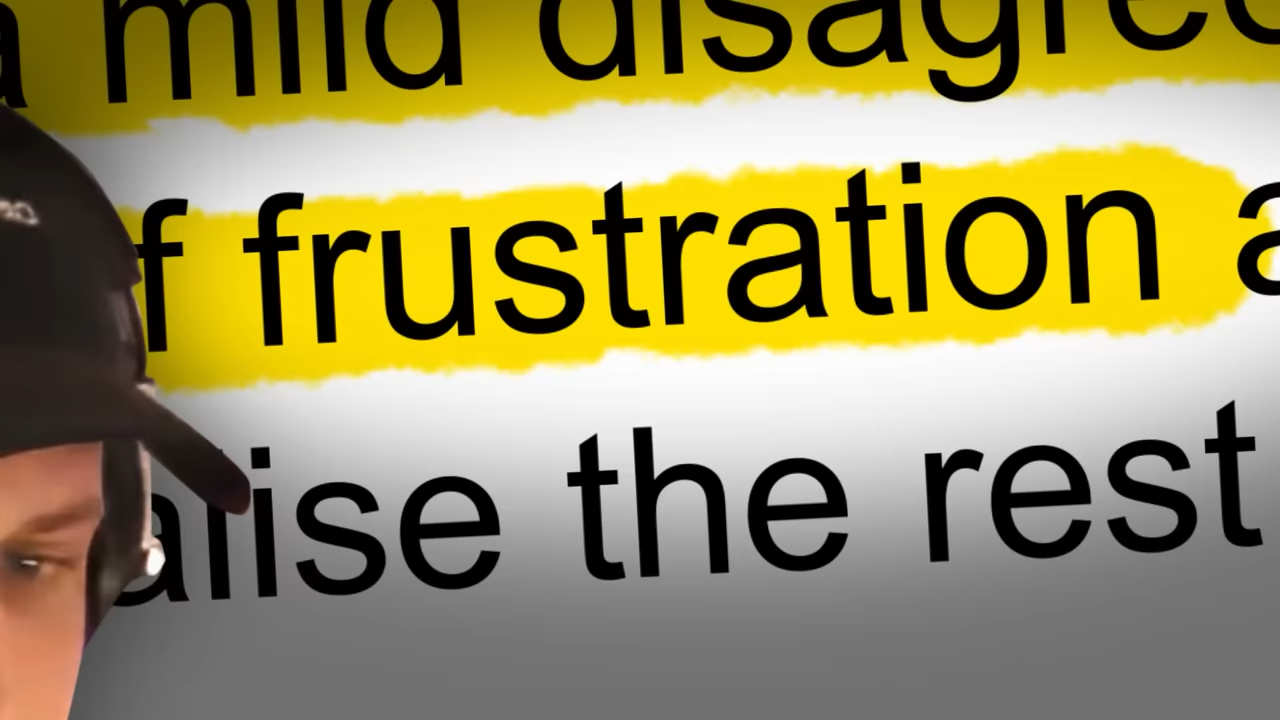 a mild disagree
f frustration a
alise the rest